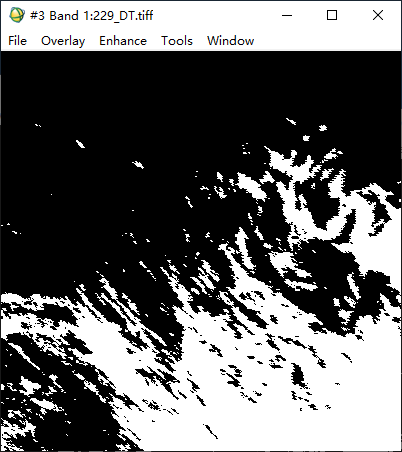 #3 Band 1:229_DT.tiff
File Overlay Enhance Tools Window